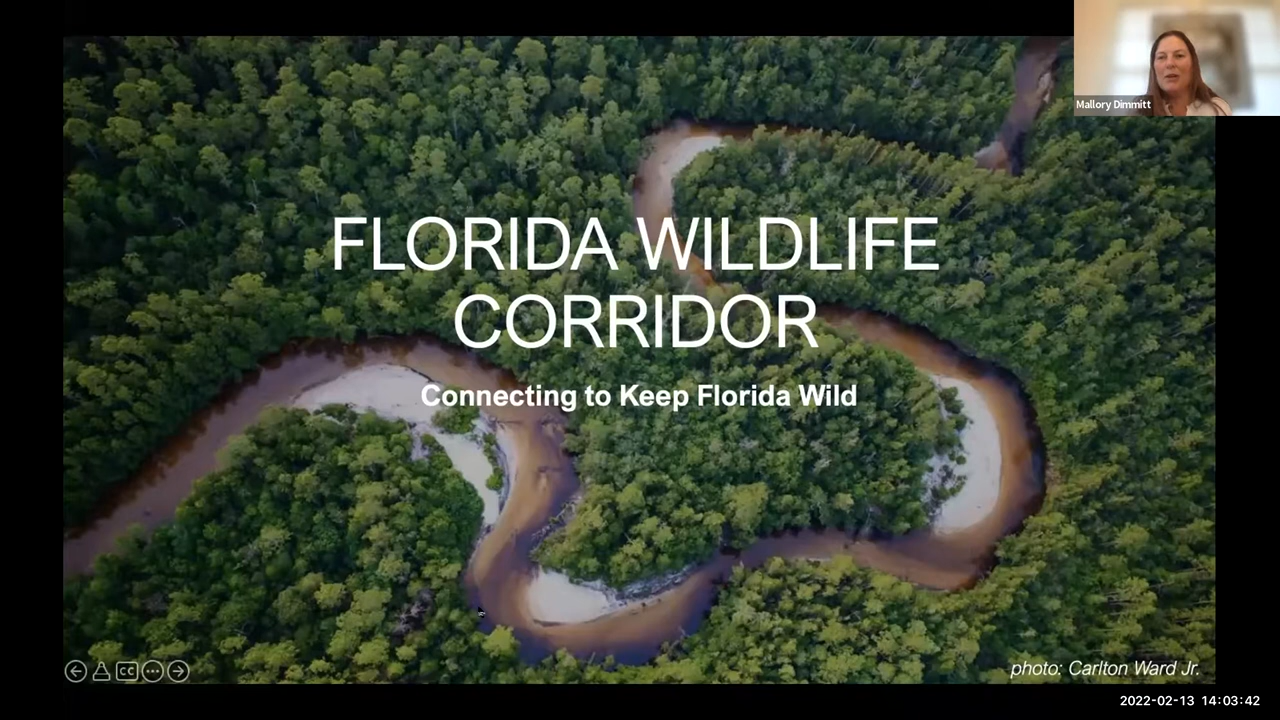 Mallory Dimmitt
FLORIDA WILDLIFE
CORRIDOR
Connecting to Keep Florida Wild
CC
photo: Carlton Ward Jr.
2022-02-13 14:03:42